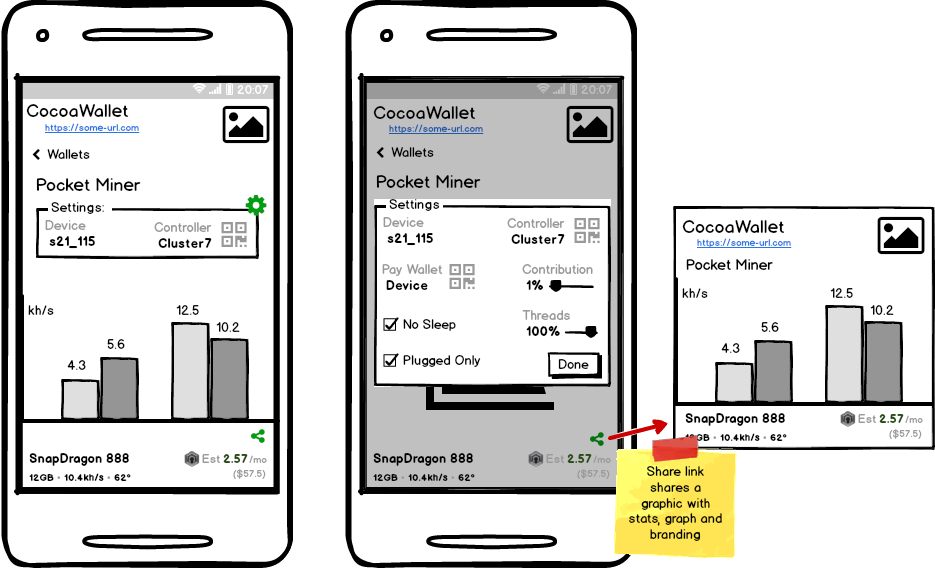 20:07
CocoaWallet
https://some-url.com
Wallets
Pocket Miner
Settings:
Device
Controller
s21_115
Cluster7
kh/s
4.3
5.6
12.5
10.2
SnapDragon 888
Est 2.57 /mo
($57.5)
12GB • 10.4kh/s • 62°
20:07
CocoaWallet
https://some-url.com
Wallets
Pocket Miner
Settings
Device
Controller
s21_115
Cluster7
Pay Wallet
Contribution
Device
1%
No Sleep
Threads
100%
Plugged Only
Done
SnapDragon 888
Est 2.57 /mo
($57.5)
12GB • 10.4kh/s • 62°
CocoaWallet
https://some-url.com
Pocket Miner
kh/s
4.3
5.6
12.5
10.2
SnapDragon 888
Est 2.57 /mo
($57.5)
12GB • 10.4kh/s • 62°
Share link
shares a
graphic with
stats, graph and
branding